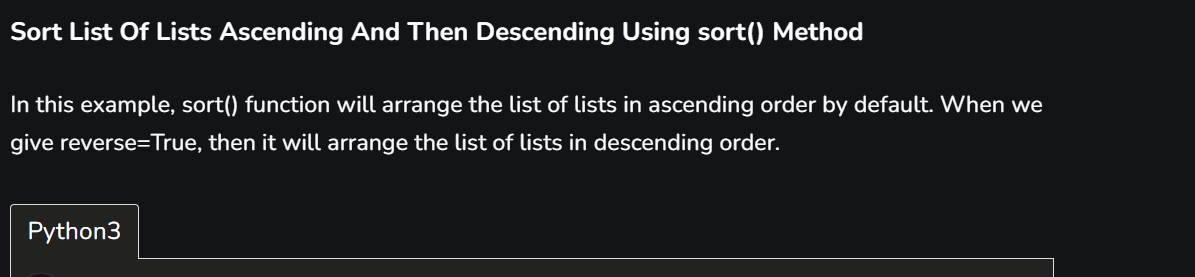 Sort List Of Lists Ascending And Then Descending Using sort() Method
In this example, sort() function will arrange the list of lists in ascending order by default. When we
give reverse=True, then it will arrange the list of lists in descending order.
Python3